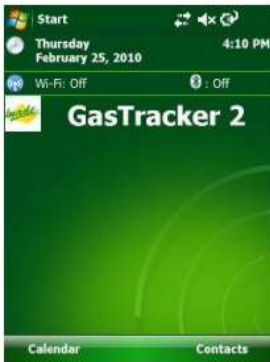 Start
Thursday 4:10 PM
February 25, 2010
Wi-Fi: Off : Off
GasTracker 2
Calendar Contacts